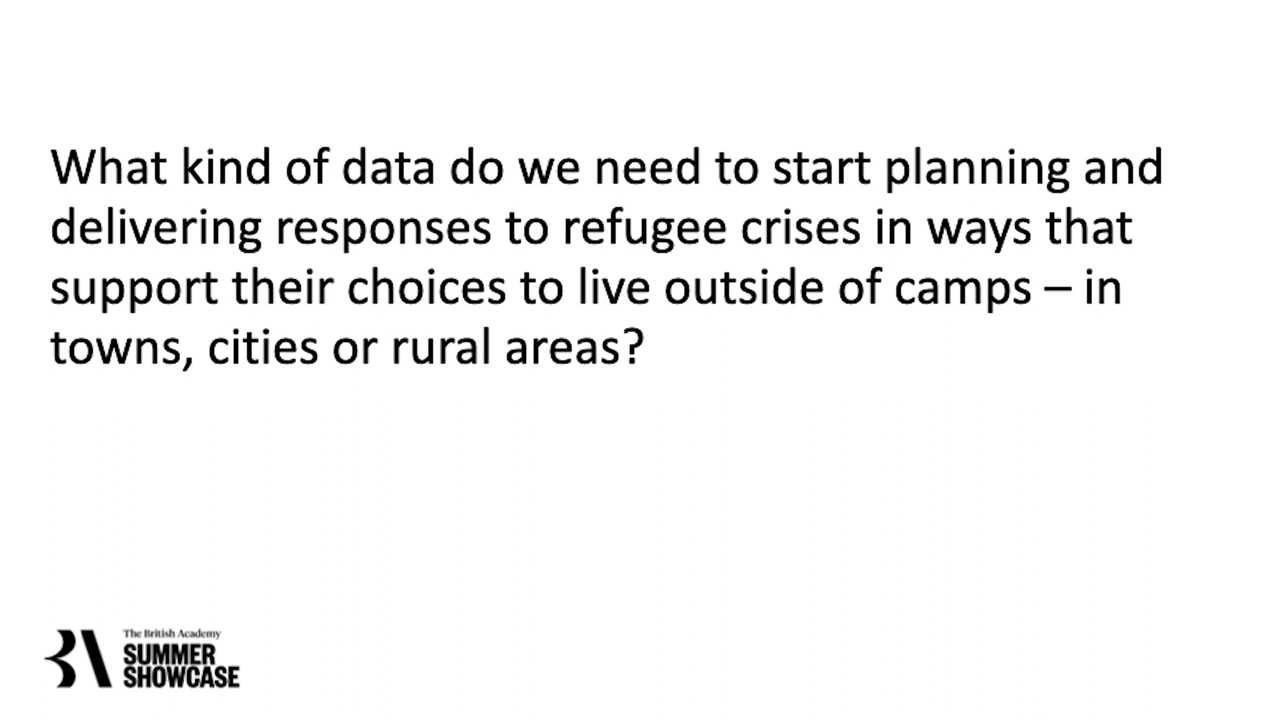 What kind of data do we need to start planning and
delivering responses to refugee crises in ways that
support their choices to live outside of camps – in
towns, cities or rural areas?
The British Academy
SUMMER
SHOWCASE